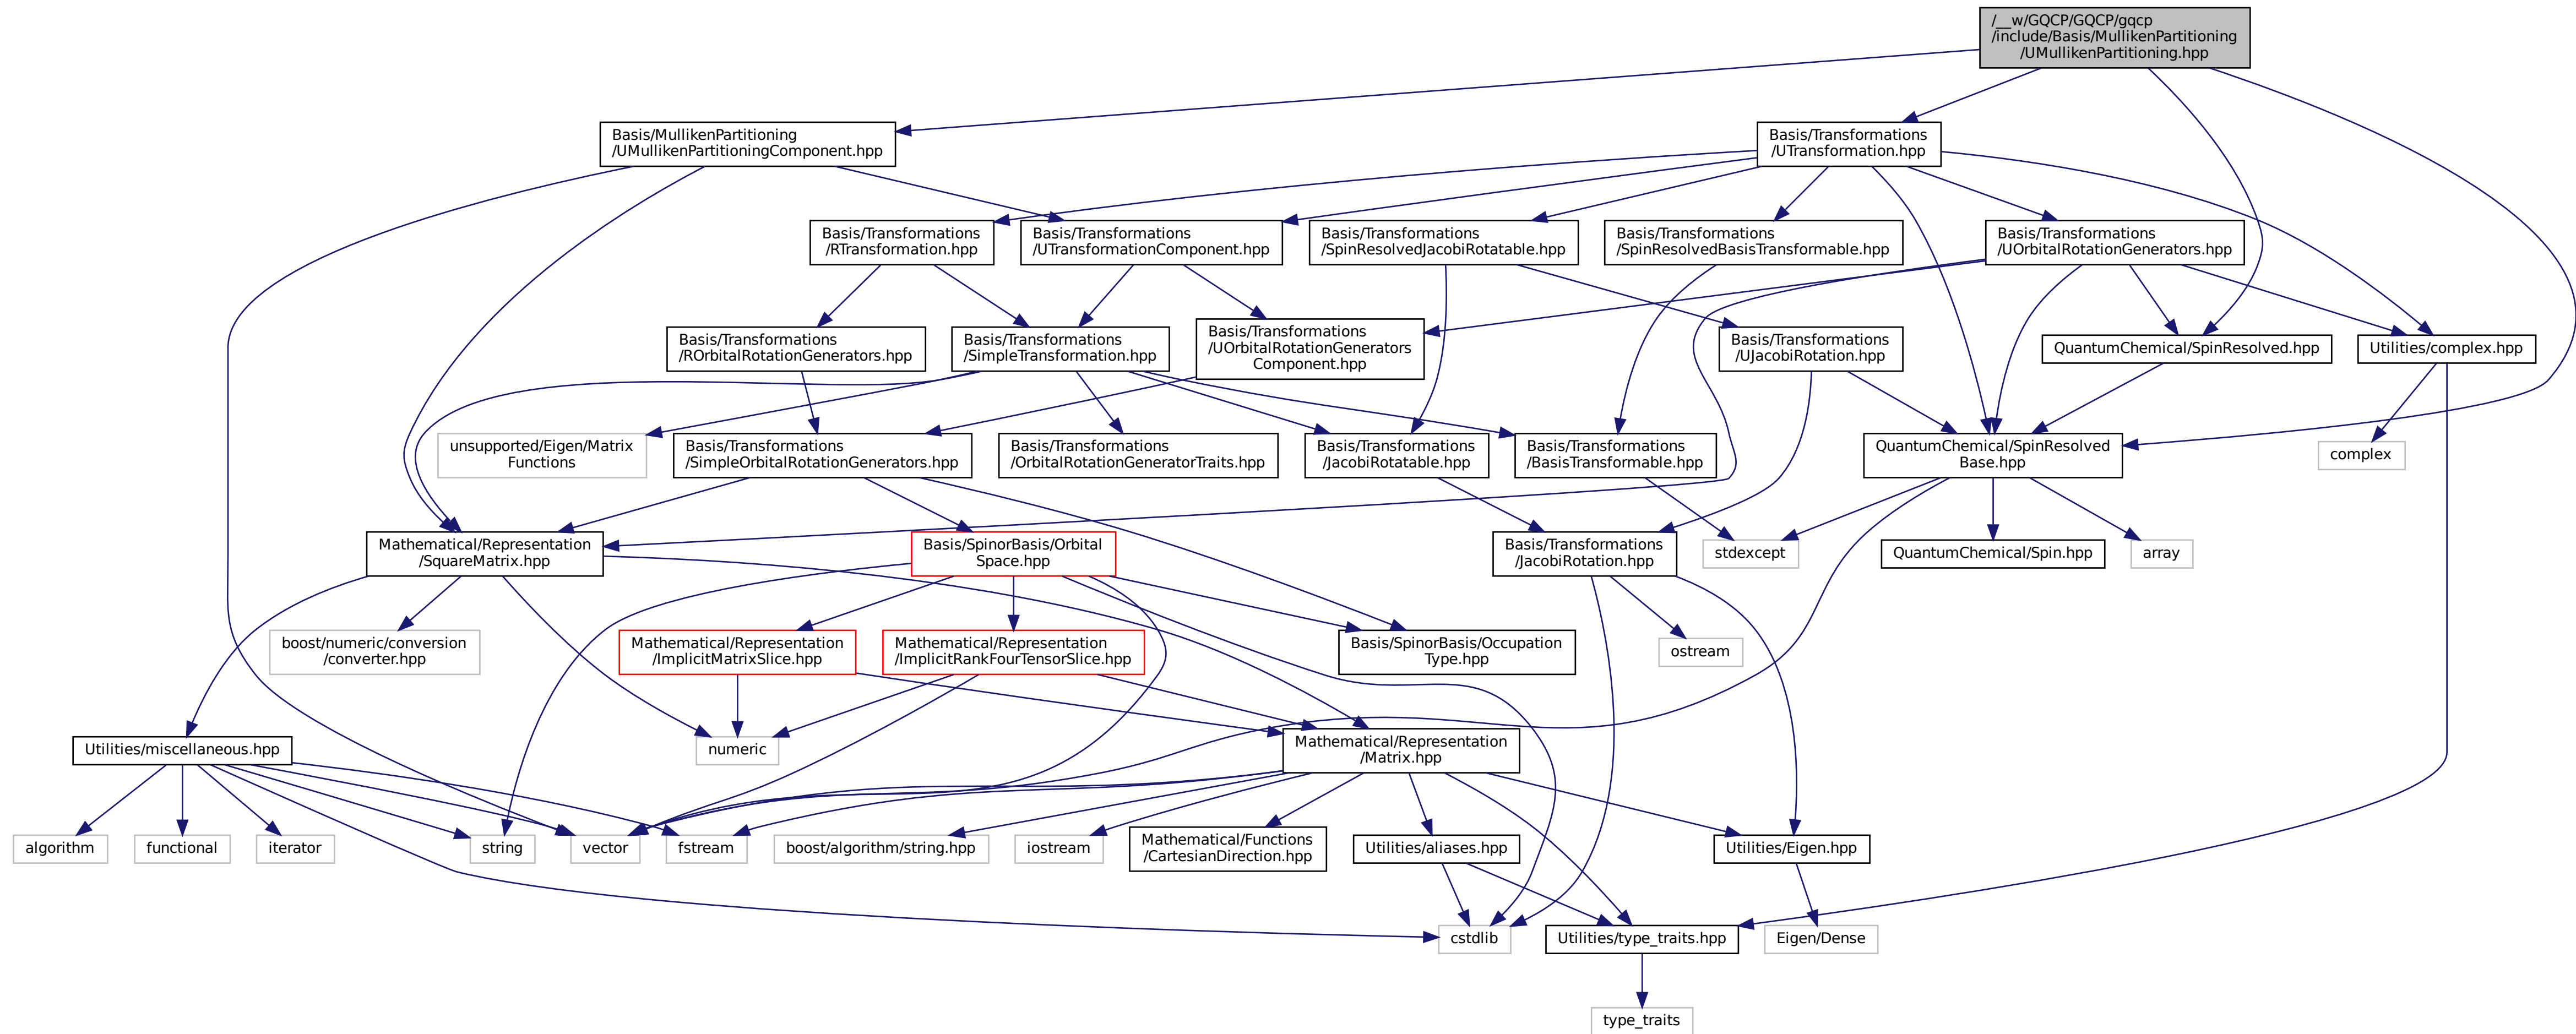 /__w/GQCP/GQCP/gqcp
/include/Basis/MullikenPartitioning
/UMullikenPartitioning.hpp
Basis/MullikenPartitioning
/UMullikenPartitioningComponent.hpp
Basis/Transformations
/UTransformation.hpp
Basis/Transformations
/RTransformation.hpp
Basis/Transformations
/UTransformationComponent.hpp
Basis/Transformations
/SpinResolvedJacobiRotatable.hpp
Basis/Transformations
/SpinResolvedBasisTransformable.hpp
Basis/Transformations
/UOrbitalRotationGenerators.hpp
Basis/Transformations
/ROrbitalRotationGenerators.hpp
Basis/Transformations
/SimpleTransformation.hpp
Basis/Transformations
/UOrbitalRotationGenerators
Component.hpp
Basis/Transformations
/UJacobiRotation.hpp
QuantumChemical/SpinResolved.hpp
Utilities/complex.hpp
unsupported/Eigen/Matrix
Functions
Basis/Transformations
/SimpleOrbitalRotationGenerators.hpp
Basis/Transformations
/OrbitalRotationGeneratorTraits.hpp
Basis/Transformations
/JacobiRotatable.hpp
Basis/Transformations
/BasisTransformable.hpp
QuantumChemical/SpinResolved
Base.hpp
complex
Mathematical/Representation
/SquareMatrix.hpp
Basis/SpinorBasis/Orbital
Space.hpp
Basis/Transformations
/JacobiRotation.hpp
stdexcept
QuantumChemical/Spin.hpp
array
boost/numeric/conversion
/converter.hpp
Mathematical/Representation
/ImplicitMatrixSlice.hpp
Mathematical/Representation
/ImplicitRankFourTensorSlice.hpp
Basis/SpinorBasis/Occupation
Type.hpp
ostream
Utilities/miscellaneous.hpp
numeric
Mathematical/Representation
/Matrix.hpp
algorithm
functional
iterator
string
vector
fstream
boost/algorithm/string.hpp
iostream
Mathematical/Functions
/CartesianDirection.hpp
Utilities/aliases.hpp
Utilities/Eigen.hpp
cstdlib
Utilities/type_traits.hpp
Eigen/Dense
type_traits